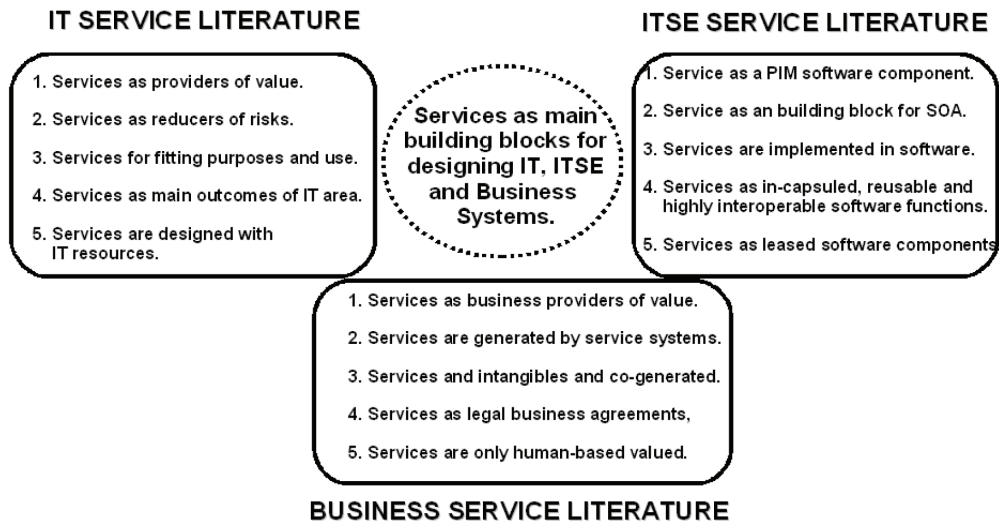 IT SERVICE LITERATURE
1. Services as providers of value.
2. Services as reducers of risks.
3. Services for fitting purposes and use.
4. Services as main outcomes of IT area.
5. Services are designed with
IT resources.
Services as main
building blocks for
designing IT, ITSE
and Business
Systems.
ITSE SERVICE LITERATURE
1. Service as a PIM software component.
2. Service as an building block for SOA.
3. Services are implemented in software.
4. Services as in-capsuled, reusable and
highly interoperable software functions.
5. Services as leased software components
1. Services as business providers of value.
2. Services are generated by service systems.
3. Services and intangibles and co-generated.
4. Services as legal business agreements,
5. Services are only human-based valued.
BUSINESS SERVICE LITERATURE